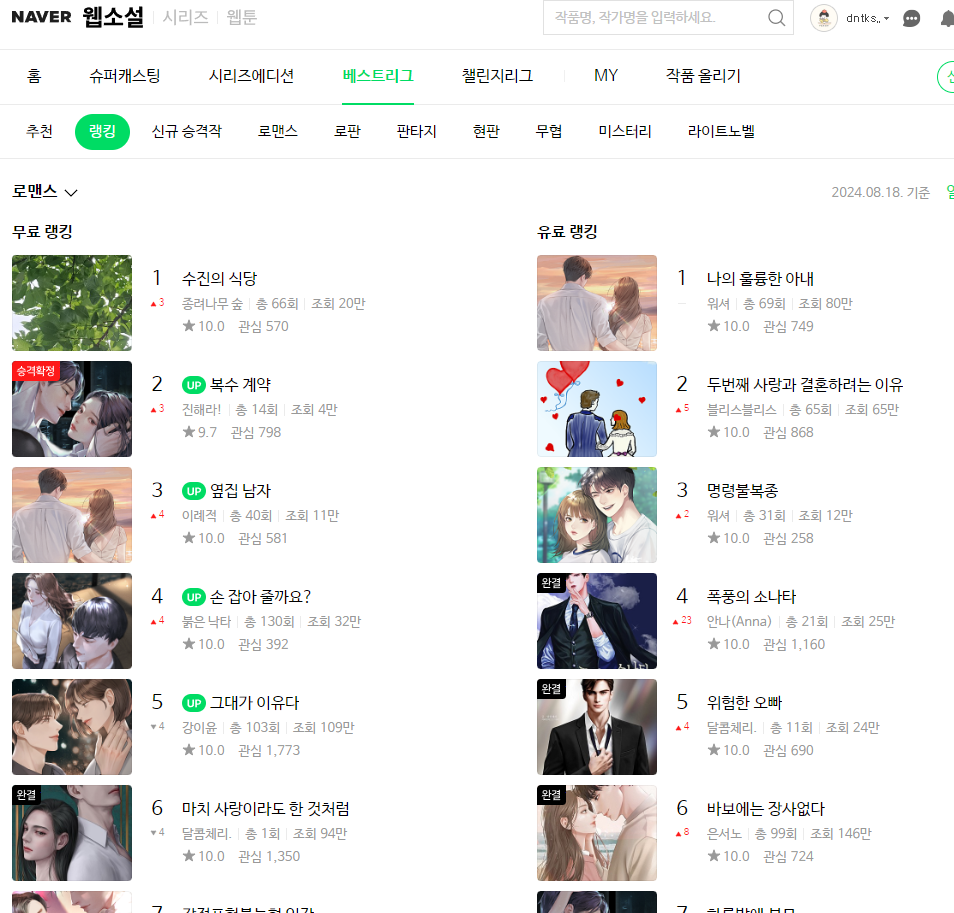 NAVER 웹소설 시리즈 웹툰
작품명, 작가명을 입력하세요.
dntks,,
홈 슈퍼캐스팅 시리즈에디션 베스트리그 챌린지리그 MY 작품 올리기
추천 랭킹 신규 승격작 로맨스 로판 판타지 현판 무협 미스터리 라이트노벨
로맨스
2024.08.18. 기준
무료 랭킹
1 수진의 식당
3 종려나무 숲 총 66회 조회 20만
★10.0 관심 570
승격확정
2 UP 복수 계약
3 진해라! 총 14회 조회 4만
★9.7 관심 798
3 UP 옆집 남자
4 이례적 총 40회 조회 11만
★10.0 관심 581
4 UP 손 잡아 줄까요?
4 붉은 낙타 총 130회 조회 32만
★10.0 관심 392
5 UP 그대가 이유다
4 강이윤 총 103회 조회 109만
★10.0 관심 1,773
완결
6 마치 사랑이라도 한 것처럼
4 달콤체리. 총 1회 조회 94만
★10.0 관심 1,350
유료 랭킹
1 나의 훌륭한 아내
워셔 총 69회 조회 80만
★10.0 관심 749
2 두번째 사랑과 결혼하려는 이유
5 블리스블리스 총 65회 조회 65만
★10.0 관심 868
3 명령불복종
2 워셔 총 31회 조회 12만
★10.0 관심 258
완결
4 폭풍의 소나타
23 안나(Anna) 총 21회 조회 25만
★10.0 관심 1,160
완결
5 위험한 오빠
4 달콤체리. 총 11회 조회 24만
★10.0 관심 690
완결
6 바보에는 장사없다
8 은서노 총 99회 조회 146만
★10.0 관심 724